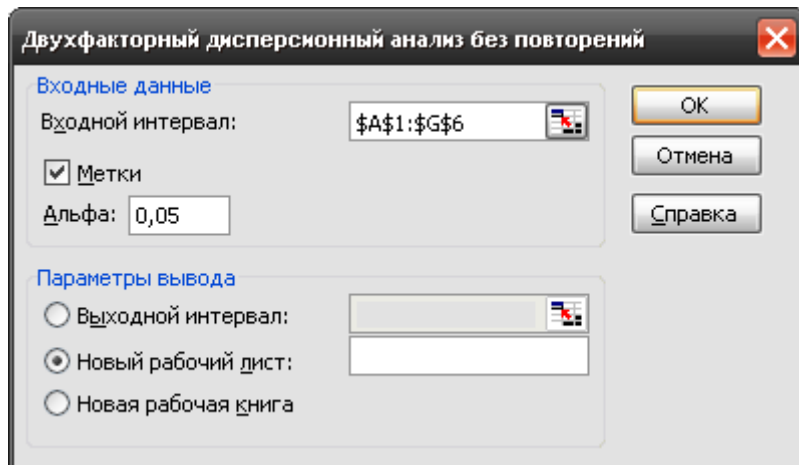 Двухфакторный дисперсионный анализ без повторений
Входные данные
Входной интервал: $A$1:$G$6
Метки
Альфа: 0,05
ОК
Отмена
Справка
Параметры вывода
Выходной интервал:
Новый рабочий лист:
Новая рабочая книга